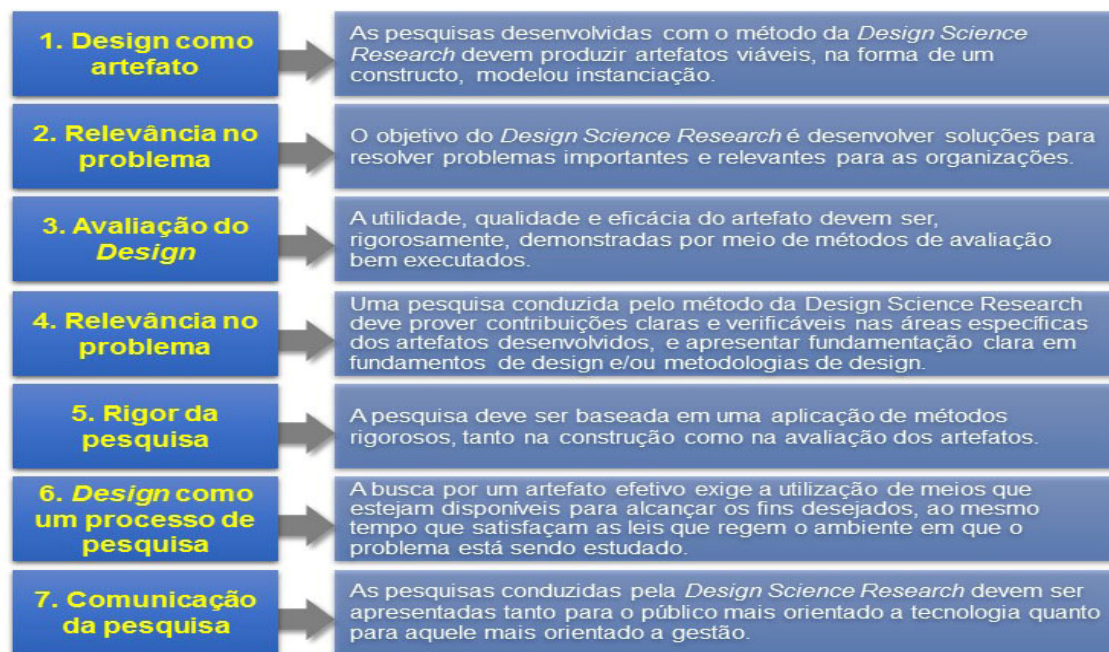 1. Design como
artefato
As pesquisas desenvolvidas com o método da Design Science
Research devem produzir artefatos viáveis, na forma de um
constructo, modelou instanciação.
2. Relevância no
problema
O objetivo do Design Science Research é desenvolver soluções para
resolver problemas importantes e relevantes para as organizações.
3. Avaliação do
Design
A utilidade, qualidade e eficácia do artefato devem ser,
rigorosamente, demonstradas por meio de métodos de avaliação
bem executados.
4. Relevância no
problema
Uma pesquisa conduzida pelo método da Design Science Research
deve prover contribuições claras e verificáveis nas áreas específicas
dos artefatos desenvolvidos, e apresentar fundamentação clara em
fundamentos de design e/ou metodologias de design.
5. Rigor da
pesquisa
A pesquisa deve ser baseada em uma aplicação de métodos
rigorosos, tanto na construção como na avaliação dos artefatos.
6. Design como
um processo de
pesquisa
A busca por um artefato efetivo exige a utilização de meios que
estejam disponíveis para alcançar os fins desejados, ao mesmo
tempo que satisfaçam as leis que regem o ambiente em que o
problema está sendo estudado.
7. Comunicação
da pesquisa
As pesquisas conduzidas pela Design Science Research devem ser
apresentadas tanto para o público mais orientado a tecnologia quanto
para aquele mais orientado a gestão.